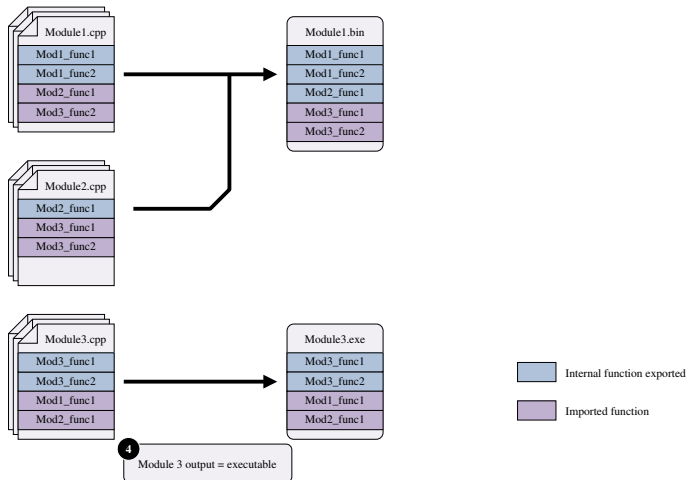 Module1.cpp
Mod1_func1
Mod1_func2
Mod2_func1
Mod3_func2
Module1.bin
Mod1_func1
Mod1_func2
Mod2_func1
Mod3_func1
Mod3_func2
Module2.cpp
Mod2_func1
Mod3_func1
Mod3_func2
Module3.cpp
Mod3_func1
Mod3_func2
Mod1_func1
Mod2_func1
Module3.exe
Mod3_func1
Mod3_func2
Mod1_func1
Mod2_func1
Internal function exported
Imported function
4
Module 3 output = executable